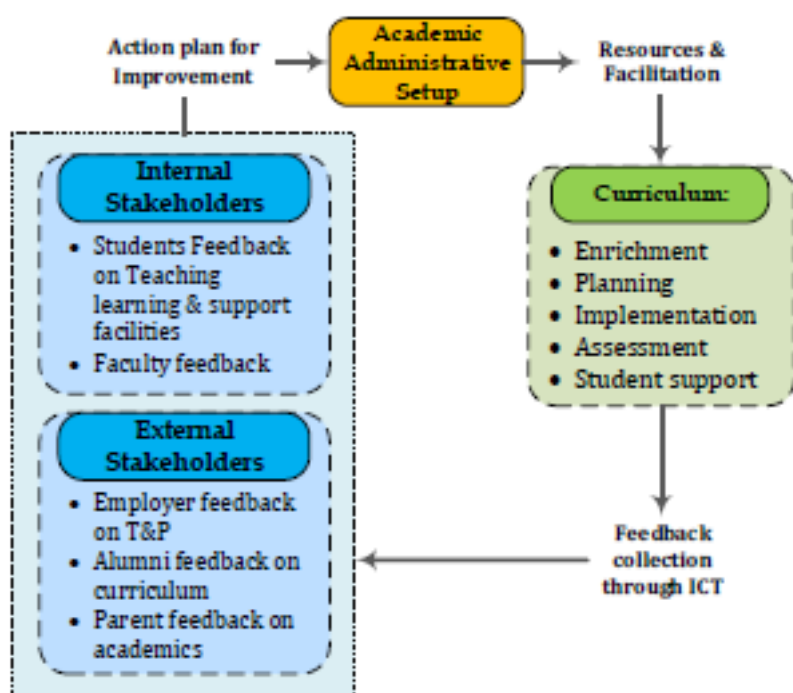 Action plan for
Improvement
Academic
Administrative
Setup
Resources &
Facilitation
Internal
Stakeholders
• Students Feedback
on Teaching
learning & support
facilities
• Faculty feedback
External
Stakeholders
• Employer feedback
on T&P
• Alumni feedback on
curriculum
• Parent feedback on
academics
Curriculum:
• Enrichment
• Planning
• Implementation
• Assessment
• Student support
Feedback
collection
through ICT